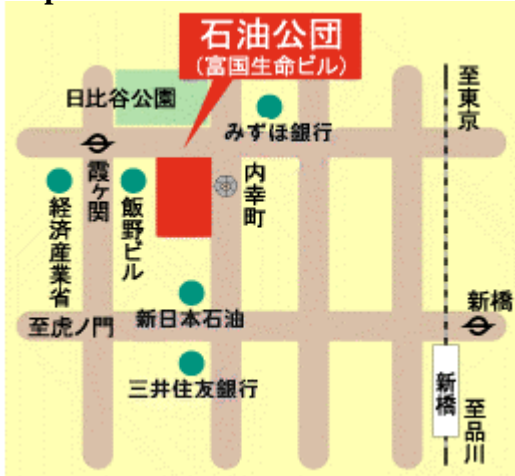 石油公団
(富国生命ビル)
日比谷公園
みずほ銀行
至東京
霞ヶ関
経済産業省
飯野ビル
内幸町
新日本石油
新橋
至虎ノ門
三井住友銀行
新橋
至品川